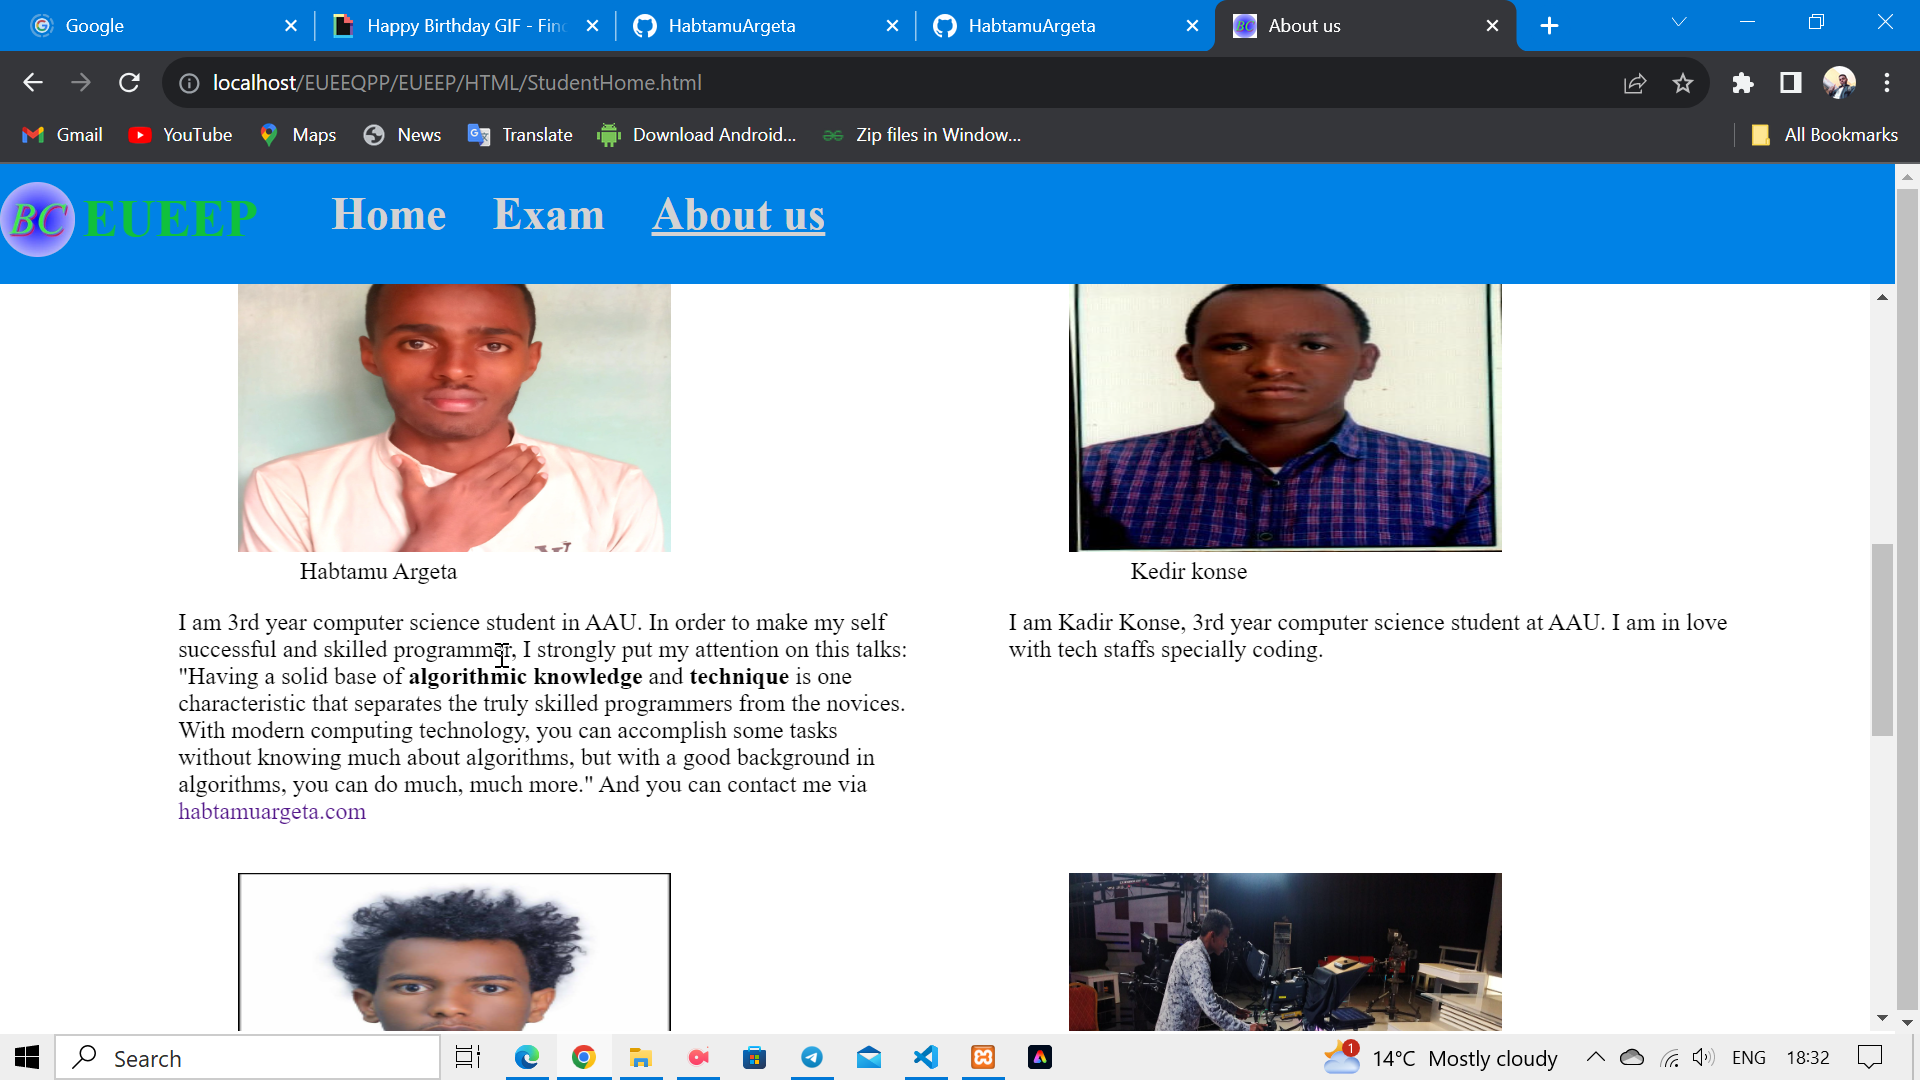 Google
Happy Birthday GIF - Fin
HabtamuArgeta
HabtamuArgeta
About us
localhost/EUEEQPP/EUEEP/HTML/StudentHome.html
Gmail
YouTube
Maps
News
Translate
Download Android...
Zip files in Window...
All Bookmarks
BC EUEEP
Home
Exam
About us
Habtamu Argeta
I am 3rd year computer science student in AAU. In order to make my self
successful and skilled programmer, I strongly put my attention on this talks:
"Having a solid base of algorithmic knowledge and technique is one
characteristic that separates the truly skilled programmers from the novices.
With modern computing technology, you can accomplish some tasks
without knowing much about algorithms, but with a good background in
algorithms, you can do much, much more." And you can contact me via
habtamuargeta.com
Kedir konse
I am Kadir Konse, 3rd year computer science student at AAU. I am in love
with tech staffs specially coding.
Search
1
14°C Mostly cloudy
ENG
18:32